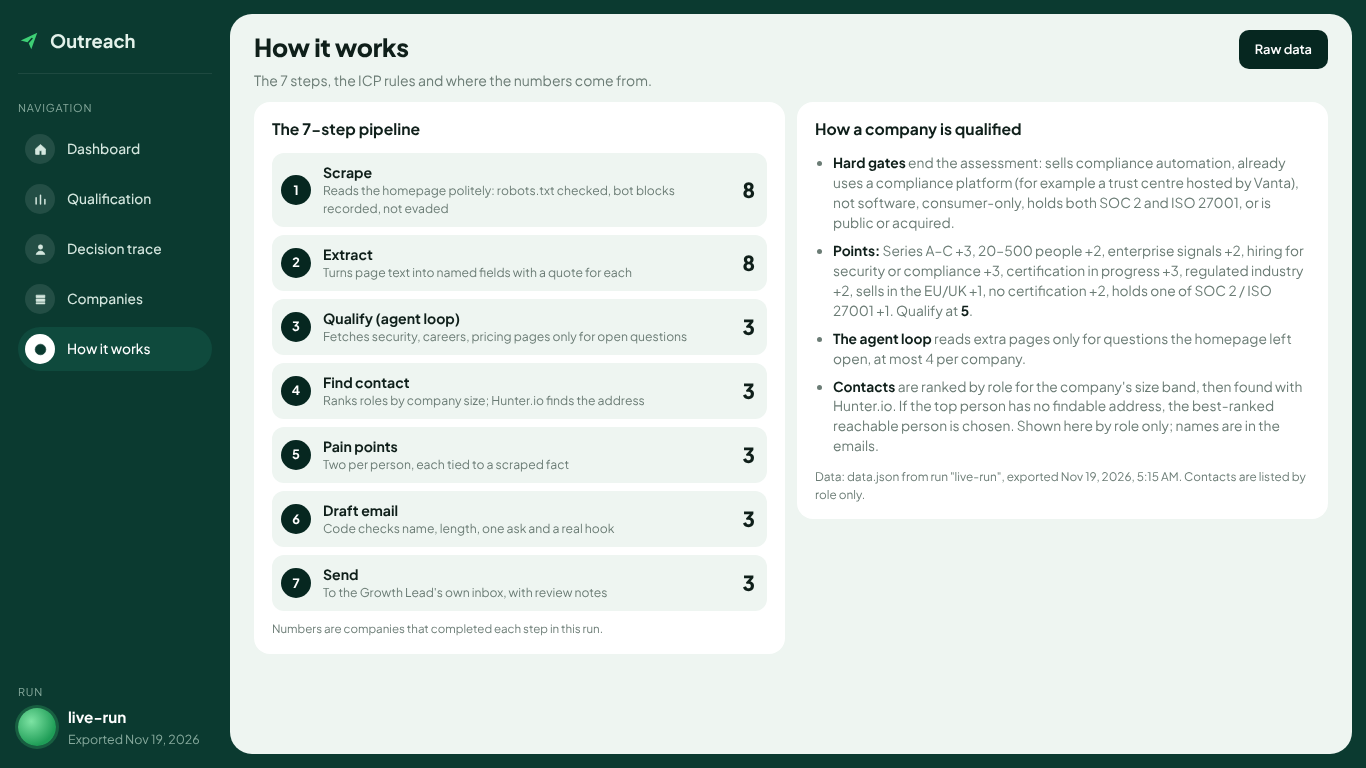 Outreach
NAVIGATION
Dashboard
Qualification
Decision trace
Companies
How it works
RUN
live-run
Exported Nov 19, 2026
How it works
The 7 steps, the ICP rules and where the numbers come from.
Raw data
The 7-step pipeline
1
Scrape
Reads the homepage politely: robots.txt checked, bot blocks
recorded, not evaded
8
2
Extract
Turns page text into named fields with a quote for each
8
3
Qualify (agent loop)
Fetches security, careers, pricing pages only for open questions
3
4
Find contact
Ranks roles by company size; Hunter.io finds the address
3
5
Pain points
Two per person, each tied to a scraped fact
3
6
Draft email
Code checks name, length, one ask and a real hook
3
7
Send
To the Growth Lead's own inbox, with review notes
3
Numbers are companies that completed each step in this run.
How a company is qualified
Hard gates end the assessment: sells compliance automation, already
uses a compliance platform (for example a trust centre hosted by Vanta),
not software, consumer-only, holds both SOC 2 and ISO 27001, or is
public or acquired.
Points: Series A–C +3, 20–500 people +2, enterprise signals +2, hiring for
security or compliance +3, certification in progress +3, regulated industry
+2, sells in the EU/UK +1, no certification +2, holds one of SOC 2 / ISO
27001 +1. Qualify at 5.
The agent loop reads extra pages only for questions the homepage left
open, at most 4 per company.
Contacts are ranked by role for the company's size band, then found with
Hunter.io. If the top person has no findable address, the best-ranked
reachable person is chosen. Shown here by role only; names are in the
emails.
Data: data.json from run "live-run", exported Nov 19, 2026, 5:15 AM. Contacts are listed by
role only.